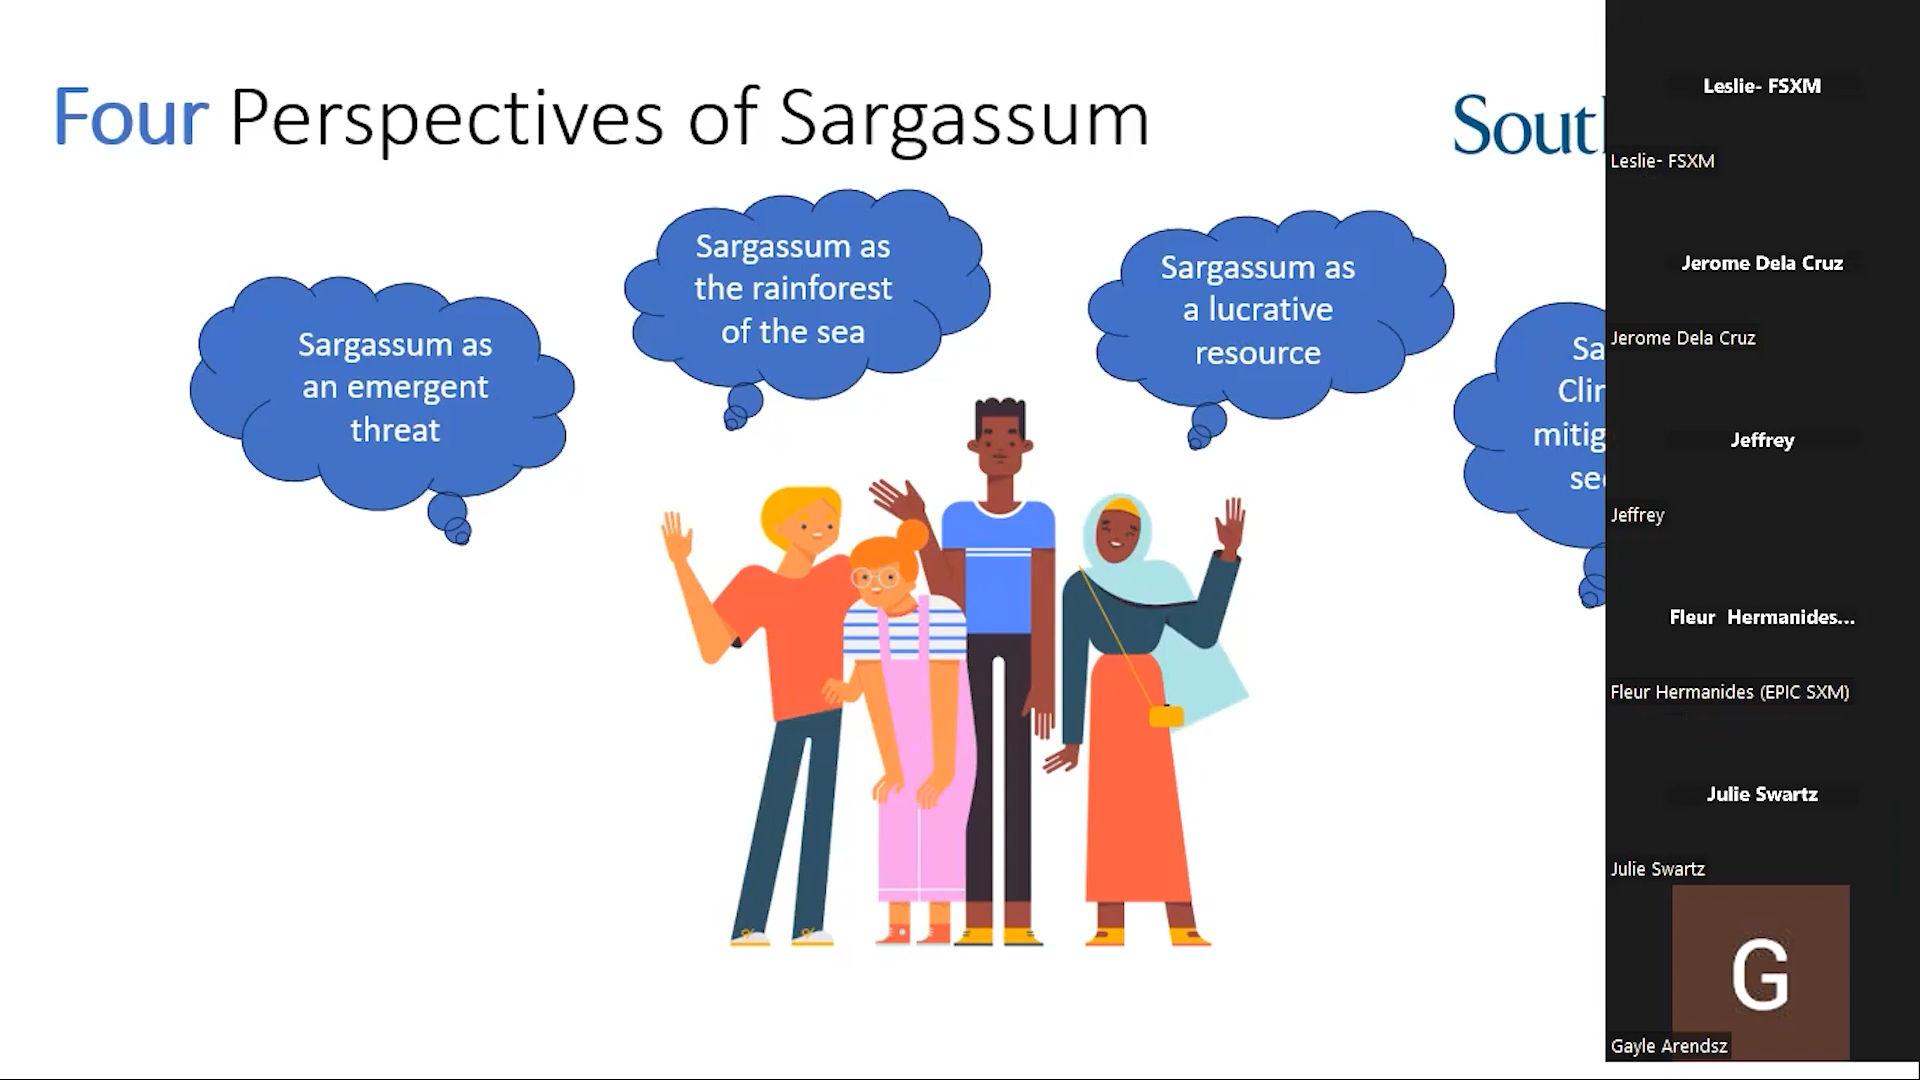 Four Perspectives of Sargassum
Sargassum as
an emergent
threat
Sargassum as
the rainforest
of the sea
Sargassum as
a lucrative
resource
Leslie- FSXM
Leslie- FSXM
Jerome Dela Cruz
Jerome Dela Cruz
Jeffrey
Jeffrey
Fleur Hermanides...
Fleur Hermanides (EPIC SXM)
Julie Swartz
Julie Swartz
G
Gayle Arendsz